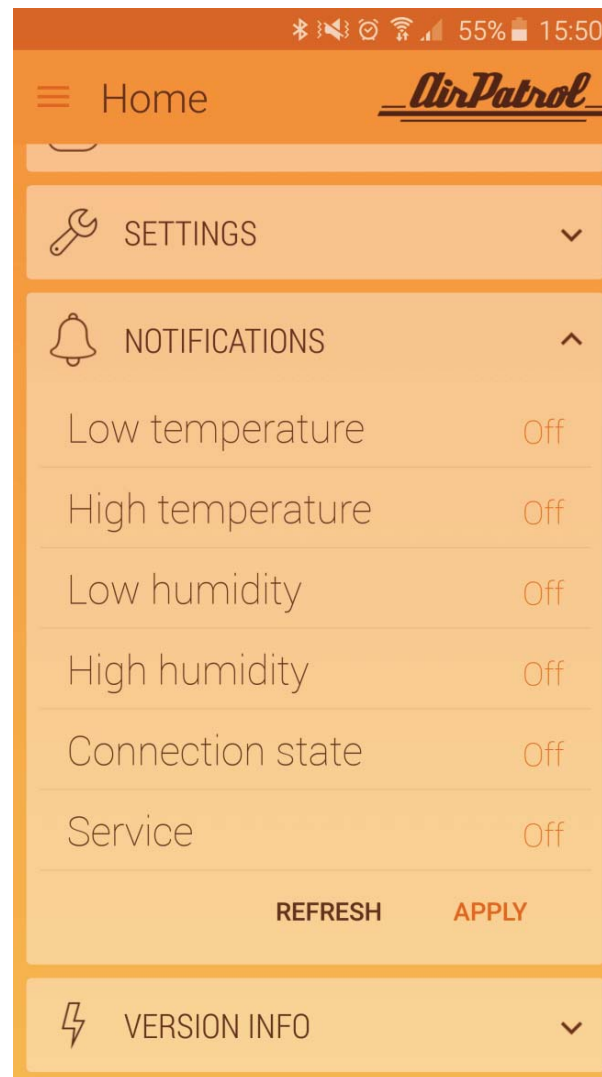 55% 15:50
Home AirPatrol
SETTINGS
NOTIFICATIONS
Low temperature Off
High temperature Off
Low humidity Off
High humidity Off
Connection state Off
Service Off
REFRESH APPLY
VERSION INFO